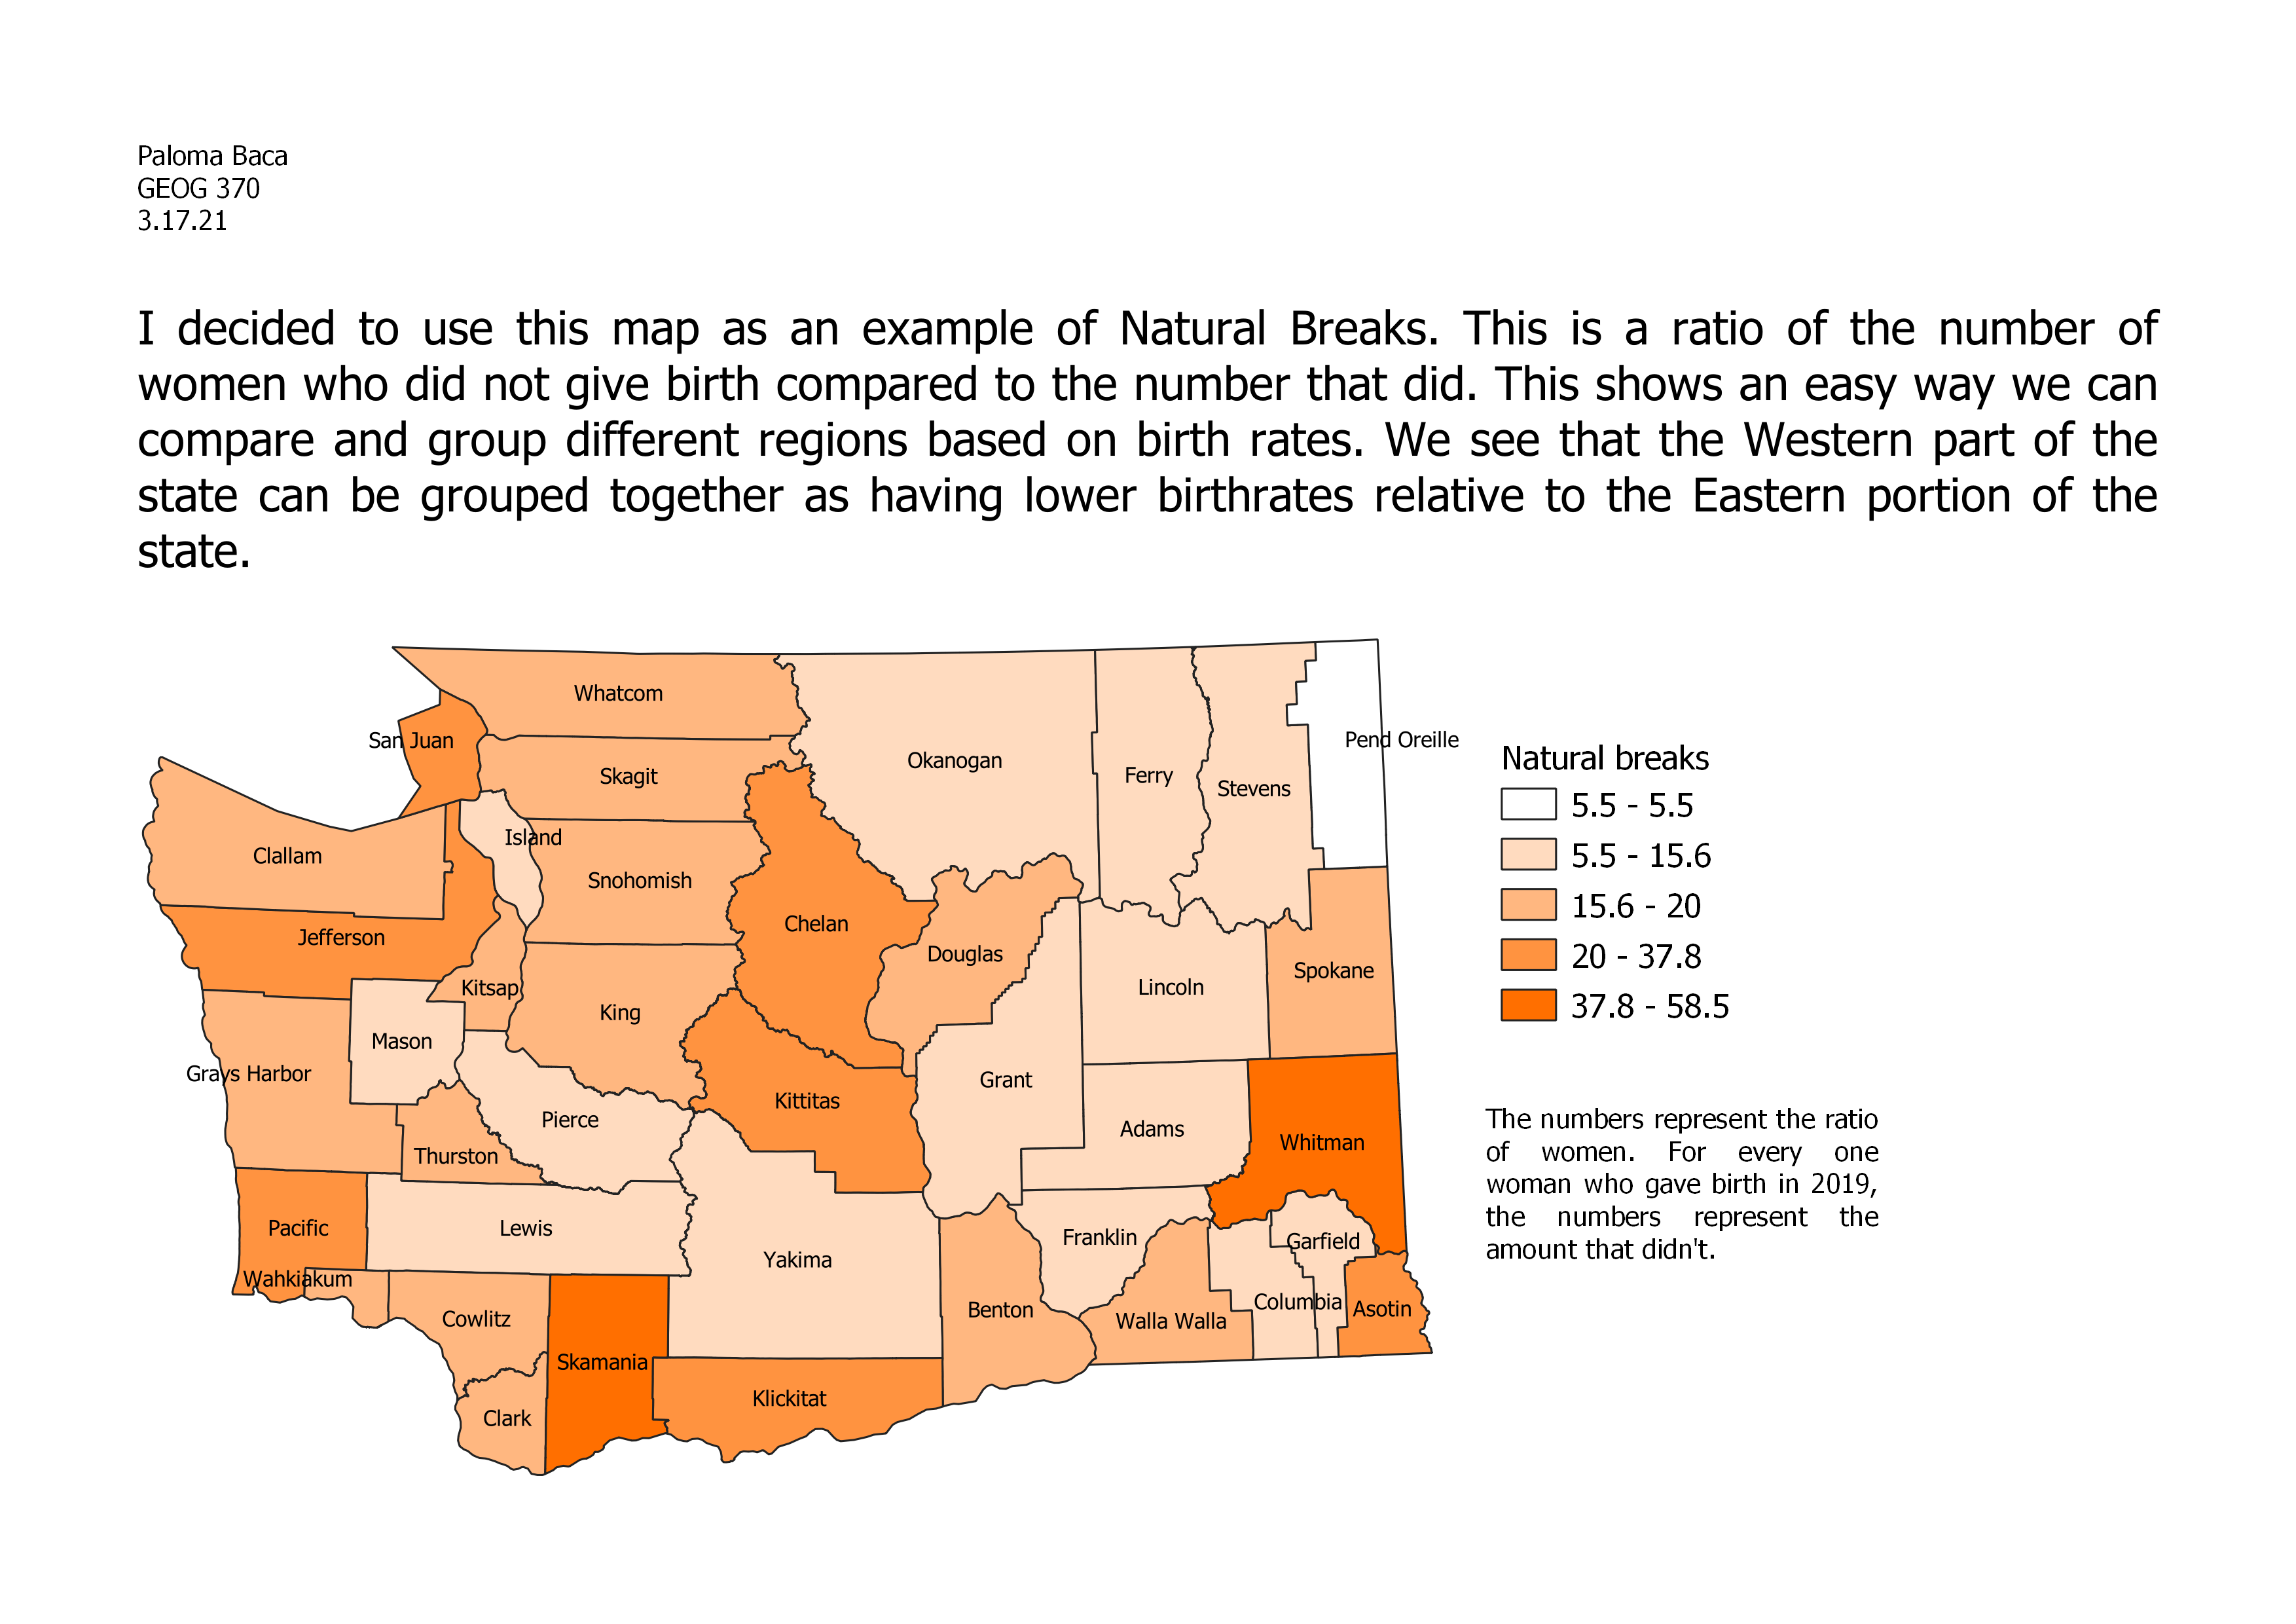 Paloma Baca
GEOG 370
3.17.21
I decided to use this map as an example of Natural Breaks. This is a ratio of the number of
women who did not give birth compared to the number that did. This shows an easy way we can
compare and group different regions based on birth rates. We see that the Western part of the
state can be grouped together as having lower birthrates relative to the Eastern portion of the
state.
Whatcom
San Juan
Skagit
Okanogan
Ferry
Stevens
Pend Oreille
Island
Clallam
Snohomish
Chelan
Jefferson
Douglas
Kitsap
King
Lincoln
Spokane
Mason
Grays Harbor
Grant
Kittitas
Pierce
Adams
Whitman
Thurston
Pacific
Lewis
Yakima
Franklin
Garfield
Wahkiakum
Cowlitz
Benton
Walla Walla
Columbia
Asotin
Skamania
Klickitat
Clark
Natural breaks
5.5 - 5.5
5.5 - 15.6
15.6 - 20
20 - 37.8
37.8 - 58.5
The numbers represent the ratio
of women. For every one
woman who gave birth in 2019,
the numbers represent the
amount that didn't.